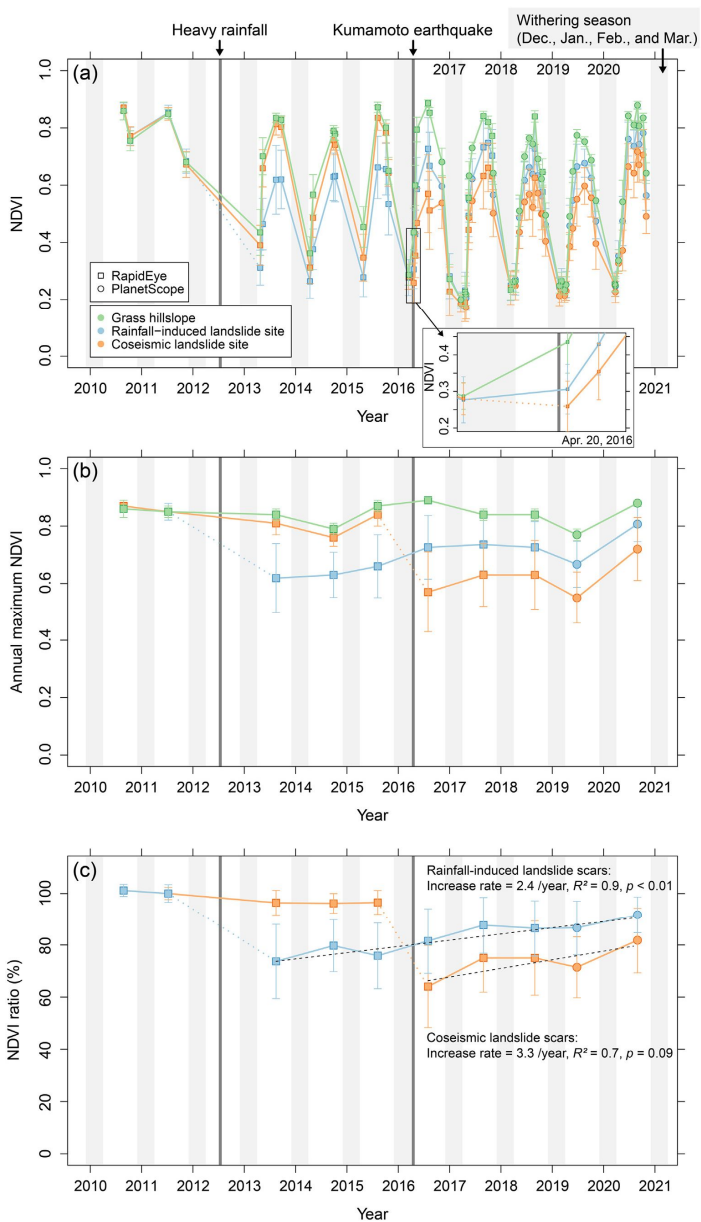 Heavy rainfall
Kumamoto earthquake
Withering season
(Dec., Jan., Feb., and Mar.)
(a)
2017 2018 2019 2020
NDVI
1.0
0.8
0.6
0.4
0.2
0.0
RapidEye
PlanetScope
Grass hillslope
Rainfall−induced landslide site
Coseismic landslide site
2010 2011 2012 2013 2014 2015 2016 2021
Year
NDVI
0.4
0.3
0.2
Apr. 20, 2016
(b)
Annual maximum NDVI
1.0
0.8
0.6
0.4
0.2
0.0
2010 2011 2012 2013 2014 2015 2016 2017 2018 2019 2020 2021
Year
(c)
Rainfall-induced landslide scars:
Increase rate = 2.4 /year, R² = 0.9, p < 0.01
NDVI ratio (%)
100
80
60
40
20
0
Coseismic landslide scars:
Increase rate = 3.3 /year, R² = 0.7, p = 0.09
2010 2011 2012 2013 2014 2015 2016 2017 2018 2019 2020 2021
Year